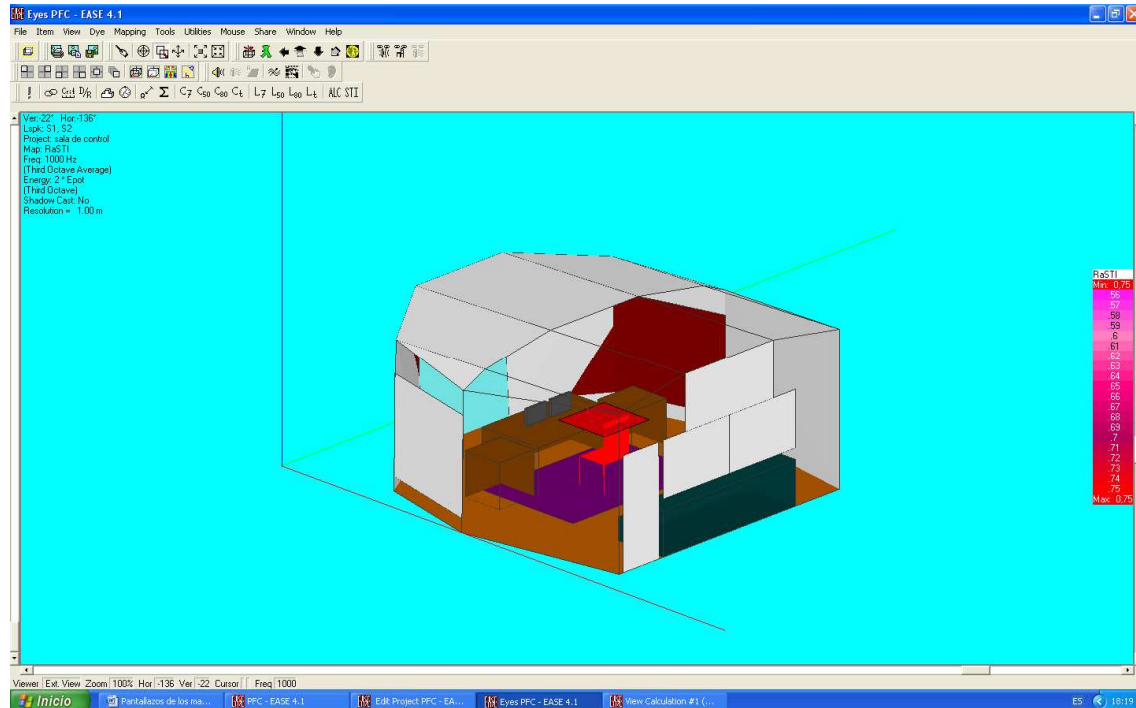 Eyes PFC - EASE 4.1
File Item View Dye Mapping Tools Utilities Mouse Share Window Help
! Crit D/R Σ C7 C50 C80 Ct L7 L50 L80 Lt ALC STI
Ver:-22° Hor:-136°
Lspk: S1, S2
Project: sala de control
Map: RaSTI
Freq: 1000 Hz
(Third Octave Average)
Energy: 2 * Epot
(Third Octave)
Shadow Cast: No
Resolution = 1.00 m
RaSTI
Min: 0,75
.56
.57
.58
.59
.6
.61
.62
.63
.64
.65
.66
.67
.68
.69
.7
.71
.72
.73
.74
.75
Max: 0,75
Viewer Ext. View Zoom 100% Hor -136 Ver -22 Cursor Freq 1000
Inicio Pantallazos de los ma... PFC - EASE 4.1 Edit Project PFC - EA... Eyes PFC - EASE 4.1 View Calculation #1 (... ES 18:19